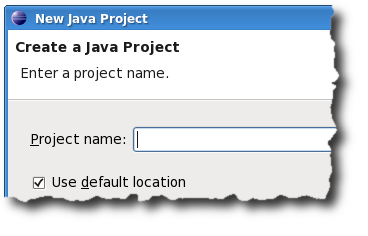 New Java Project
Create a Java Project
Enter a project name.
Project name:
Use default location